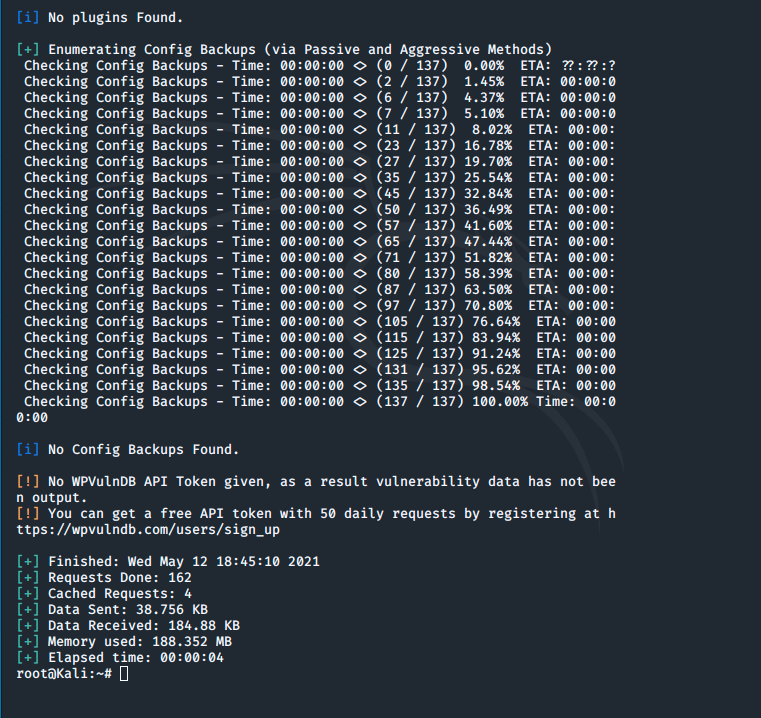 [i] No plugins Found.
[+] Enumerating Config Backups (via Passive and Aggressive Methods)
Checking Config Backups - Time: 00:00:00 <> (0 / 137)  0.00%  ETA: ??:??:?
Checking Config Backups - Time: 00:00:00 <> (2 / 137)  1.45%  ETA: 00:00:0
Checking Config Backups - Time: 00:00:00 <> (6 / 137)  4.37%  ETA: 00:00:0
Checking Config Backups - Time: 00:00:00 <> (7 / 137)  5.10%  ETA: 00:00:0
Checking Config Backups - Time: 00:00:00 <> (11 / 137)  8.02%  ETA: 00:00:
Checking Config Backups - Time: 00:00:00 <> (23 / 137) 16.78%  ETA: 00:00:
Checking Config Backups - Time: 00:00:00 <> (27 / 137) 19.70%  ETA: 00:00:
Checking Config Backups - Time: 00:00:00 <> (35 / 137) 25.54%  ETA: 00:00:
Checking Config Backups - Time: 00:00:00 <> (45 / 137) 32.84%  ETA: 00:00:
Checking Config Backups - Time: 00:00:00 <> (50 / 137) 36.49%  ETA: 00:00:
Checking Config Backups - Time: 00:00:00 <> (57 / 137) 41.60%  ETA: 00:00:
Checking Config Backups - Time: 00:00:00 <> (65 / 137) 47.44%  ETA: 00:00:
Checking Config Backups - Time: 00:00:00 <> (71 / 137) 51.82%  ETA: 00:00:
Checking Config Backups - Time: 00:00:00 <> (80 / 137) 58.39%  ETA: 00:00:
Checking Config Backups - Time: 00:00:00 <> (87 / 137) 63.50%  ETA: 00:00:
Checking Config Backups - Time: 00:00:00 <> (97 / 137) 70.80%  ETA: 00:00:
Checking Config Backups - Time: 00:00:00 <> (105 / 137) 76.64%  ETA: 00:00
Checking Config Backups - Time: 00:00:00 <> (115 / 137) 83.94%  ETA: 00:00
Checking Config Backups - Time: 00:00:00 <> (125 / 137) 91.24%  ETA: 00:00
Checking Config Backups - Time: 00:00:00 <> (131 / 137) 95.62%  ETA: 00:00
Checking Config Backups - Time: 00:00:00 <> (135 / 137) 98.54%  ETA: 00:00
Checking Config Backups - Time: 00:00:00 <> (137 / 137) 100.00% Time: 00:0
0:00
[i] No Config Backups Found.
[!] No WPVulnDB API Token given, as a result vulnerability data has not bee
n output.
[!] You can get a free API token with 50 daily requests by registering at h
ttps://wpvulndb.com/users/sign_up
[+] Finished: Wed May 12 18:45:10 2021
[+] Requests Done: 162
[+] Cached Requests: 4
[+] Data Sent: 38.756 KB
[+] Data Received: 184.88 KB
[+] Memory used: 188.352 MB
[+] Elapsed time: 00:00:04
root@Kali:~#